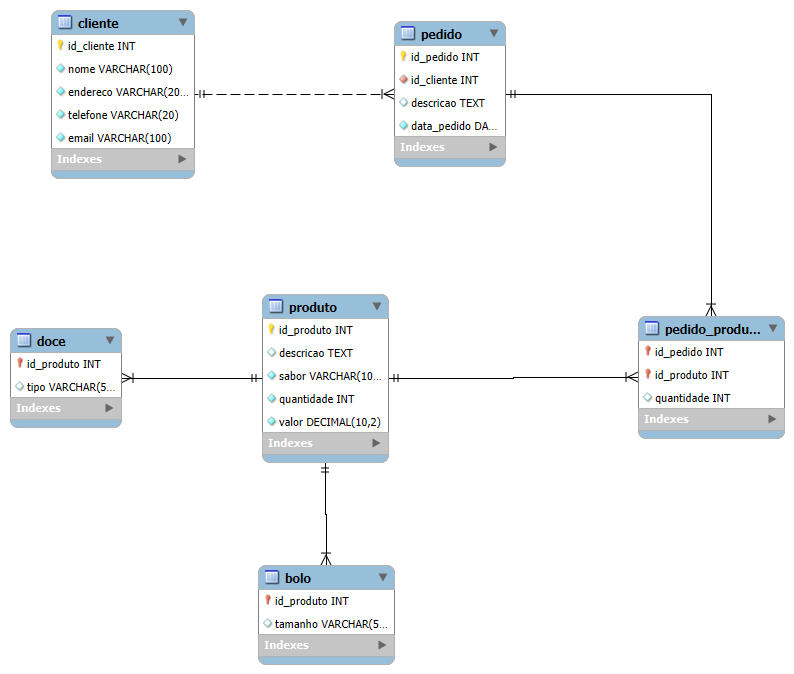 cliente
id_cliente INT
nome VARCHAR(100)
endereco VARCHAR(20...
telefone VARCHAR(20)
email VARCHAR(100)
Indexes
pedido
id_pedido INT
id_cliente INT
descricao TEXT
data_pedido DA...
Indexes
doce
id_produto INT
tipo VARCHAR(5...
Indexes
produto
id_produto INT
descricao TEXT
sabor VARCHAR(10...
quantidade INT
valor DECIMAL(10,2)
Indexes
pedido_produ...
id_pedido INT
id_produto INT
quantidade INT
Indexes
bolo
id_produto INT
tamanho VARCHAR(5...
Indexes